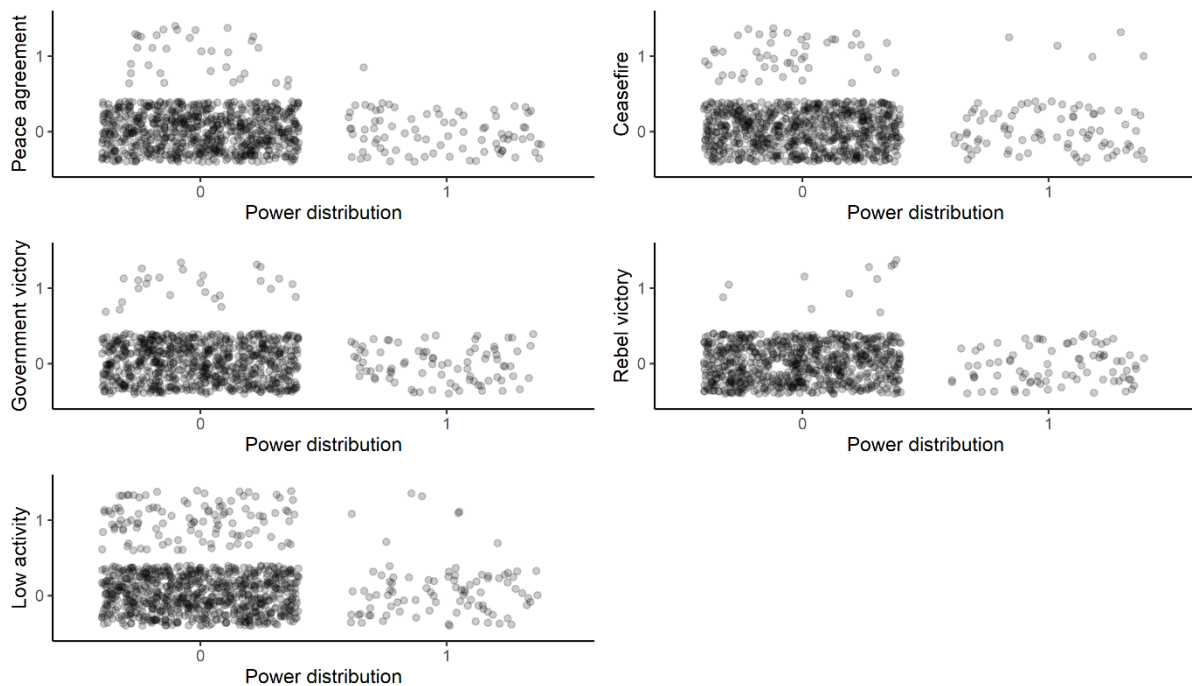 Peace agreement
1
0
0
1
Power distribution
Ceasefire
1
0
0
1
Power distribution
Government victory
1
0
0
1
Power distribution
Rebel victory
1
0
0
1
Power distribution
Low activity
1
0
0
1
Power distribution